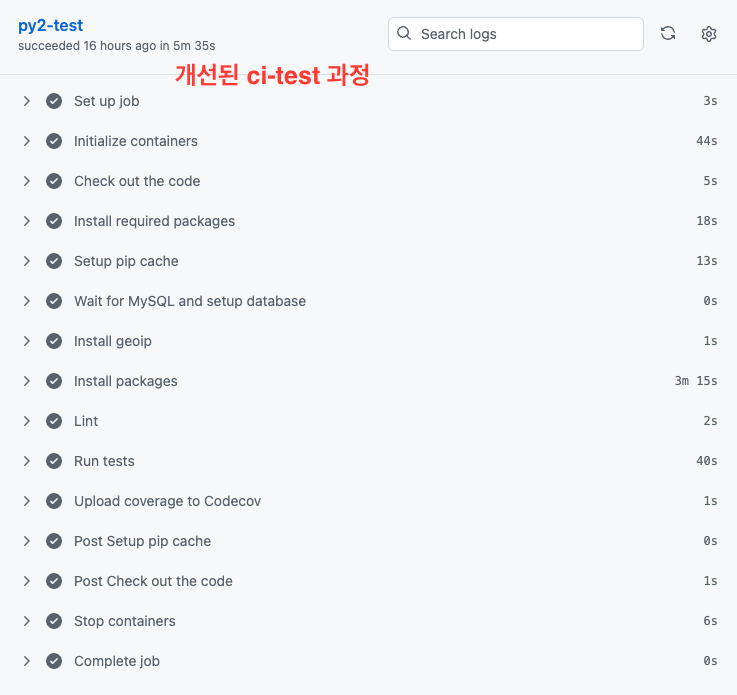 py2-test
succeeded 16 hours ago in 5m 35s
Search logs
개선된 ci-test 과정
Set up job 3s
Initialize containers 44s
Check out the code 5s
Install required packages 18s
Setup pip cache 13s
Wait for MySQL and setup database 0s
Install geoip 1s
Install packages 3m 15s
Lint 2s
Run tests 40s
Upload coverage to Codecov 1s
Post Setup pip cache 0s
Post Check out the code 1s
Stop containers 6s
Complete job 0s